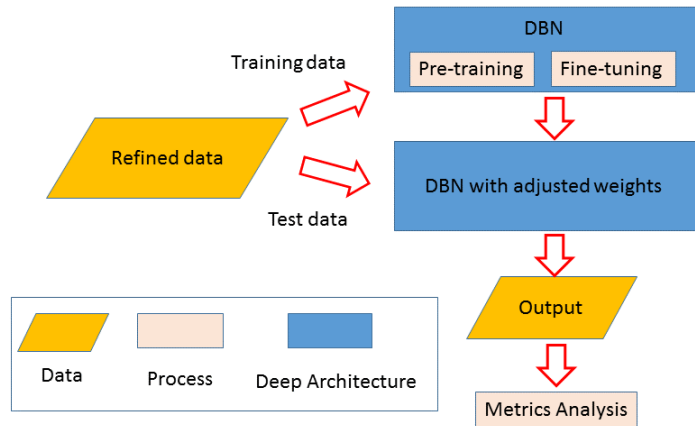 DBN
Training data
Pre-training
Fine-tuning
Refined data
DBN with adjusted weights
Test data
Output
Data
Process
Deep Architecture
Metrics Analysis